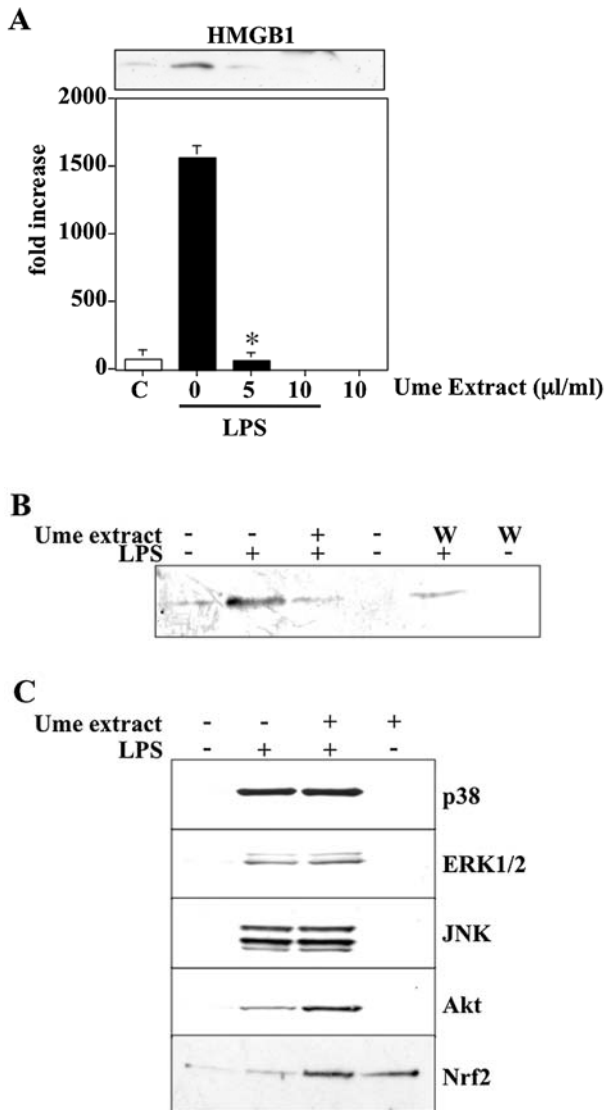 A
HMGB1
2000
1500
1000
500
0
fold increase
*
C 0 5 10 10 Ume Extract (μl/ml)
LPS
B
Ume extract - - + - W W
LPS - + + - + -
C
Ume extract - - + +
LPS - + + -
p38
ERK1/2
JNK
Akt
Nrf2